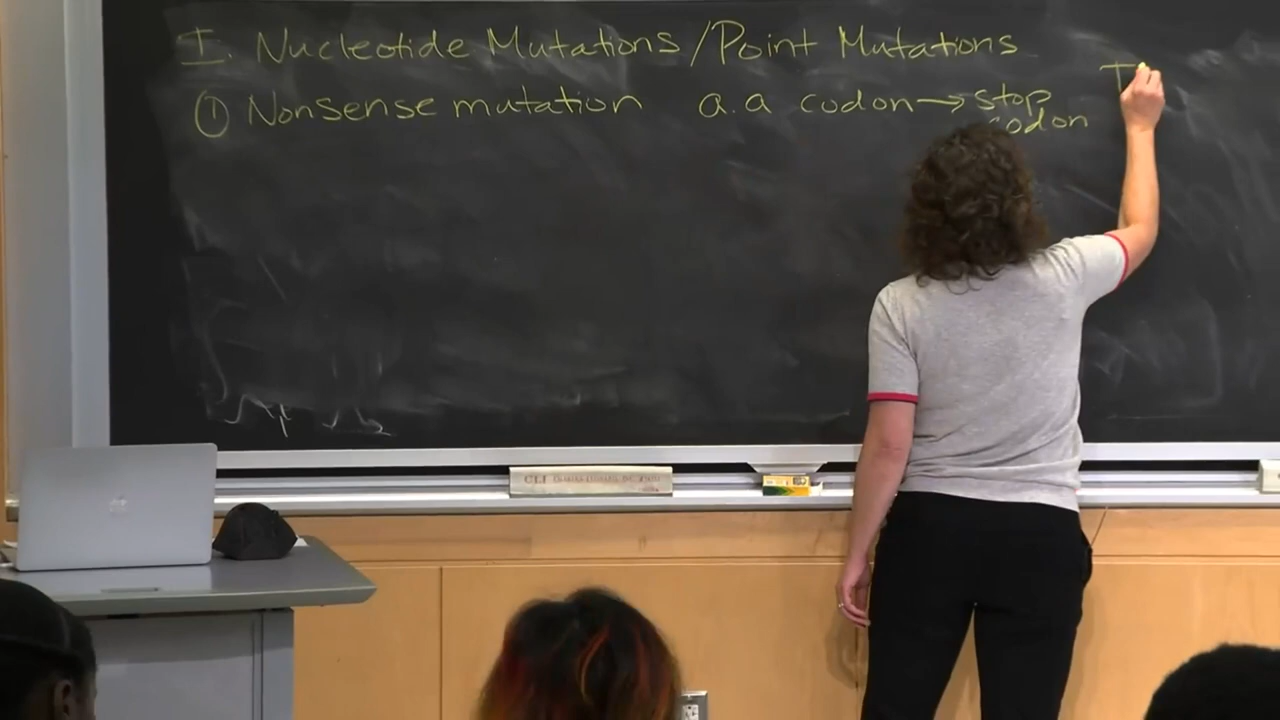 I. Nucleotide Mutations/Point Mutations
① Nonsense mutation a.a codon → stop codon
T